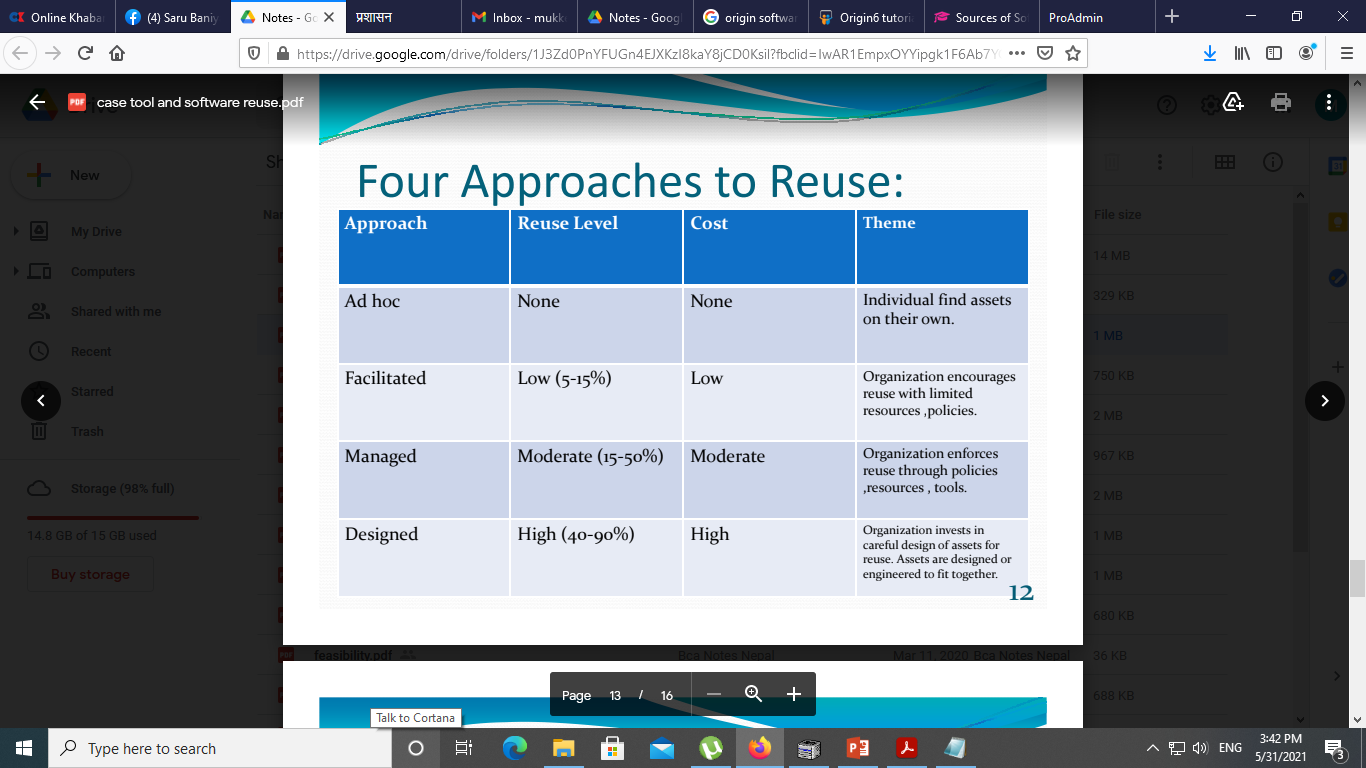 Online Khaba
(4) Saru Baniy
Notes - Go
प्रशासन
Inbox - mukk
Notes - Googl
origin softwar
Origin6 tutori
Sources of So
ProAdmin
https://drive.google.com/drive/folders/1J3Zd0PnYFUGn4EJXKzI8kaY8jCD0Ksil?fbclid=IwAR1EmpxOYYipgk1F6Ab7Y
PDF case tool and software reuse.pdf
New
My Drive
Computers
Shared with me
Recent
Starred
Trash
Storage (98% full)
14.8 GB of 15 GB used
Buy storage
Four Approaches to Reuse:
Approach Reuse Level Cost Theme
Ad hoc None None Individual find assets
on their own.
Facilitated Low (5-15%) Low Organization encourages
reuse with limited
resources ,policies.
Managed Moderate (15-50%) Moderate Organization enforces
reuse through policies
,resources , tools.
Designed High (40-90%) High Organization invests in
careful design of assets for
reuse. Assets are designed or
engineered to fit together.
12
File size
14 MB
329 KB
1 MB
750 KB
2 MB
967 KB
2 MB
1 MB
1 MB
680 KB
feasibility.pdf Bca Notes Nepal Mar 11, 2020 Bca Notes Nepal 36 KB
688 KB
Page 13 / 16
Talk to Cortana
Type here to search
ENG
3:42 PM
5/31/2021
3